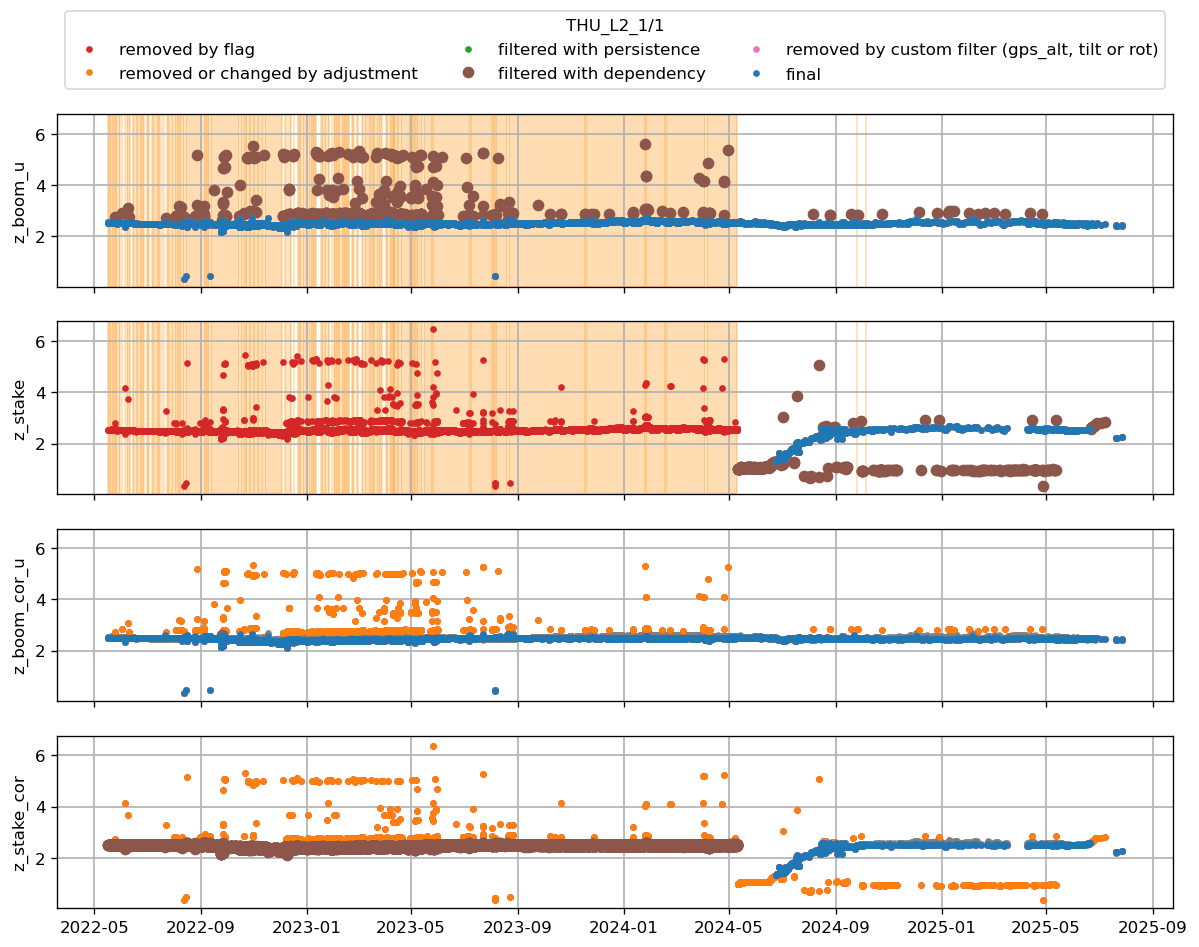 THU_L2_1/1
removed by flag
filtered with persistence
removed by custom filter (gps_alt, tilt or rot)
removed or changed by adjustment
filtered with dependency
final
z_boom_u
6
4
2
z_stake
6
4
2
z_boom_cor_u
6
4
2
z_stake_cor
6
4
2
2022-05 2022-09 2023-01 2023-05 2023-09 2024-01 2024-05 2024-09 2025-01 2025-05 2025-09